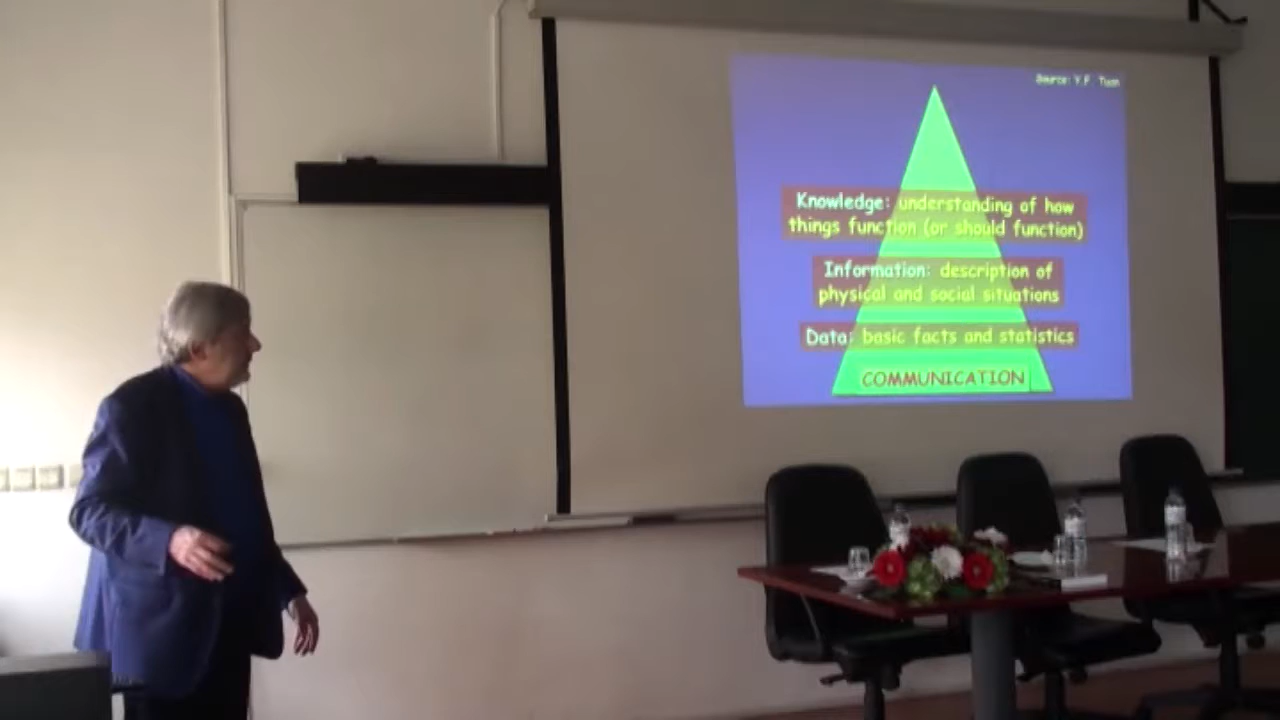 Source: Y.F. Tuan
Knowledge: understanding of how
things function (or should function)
Information: description of
physical and social situations
Data: basic facts and statistics
COMMUNICATION